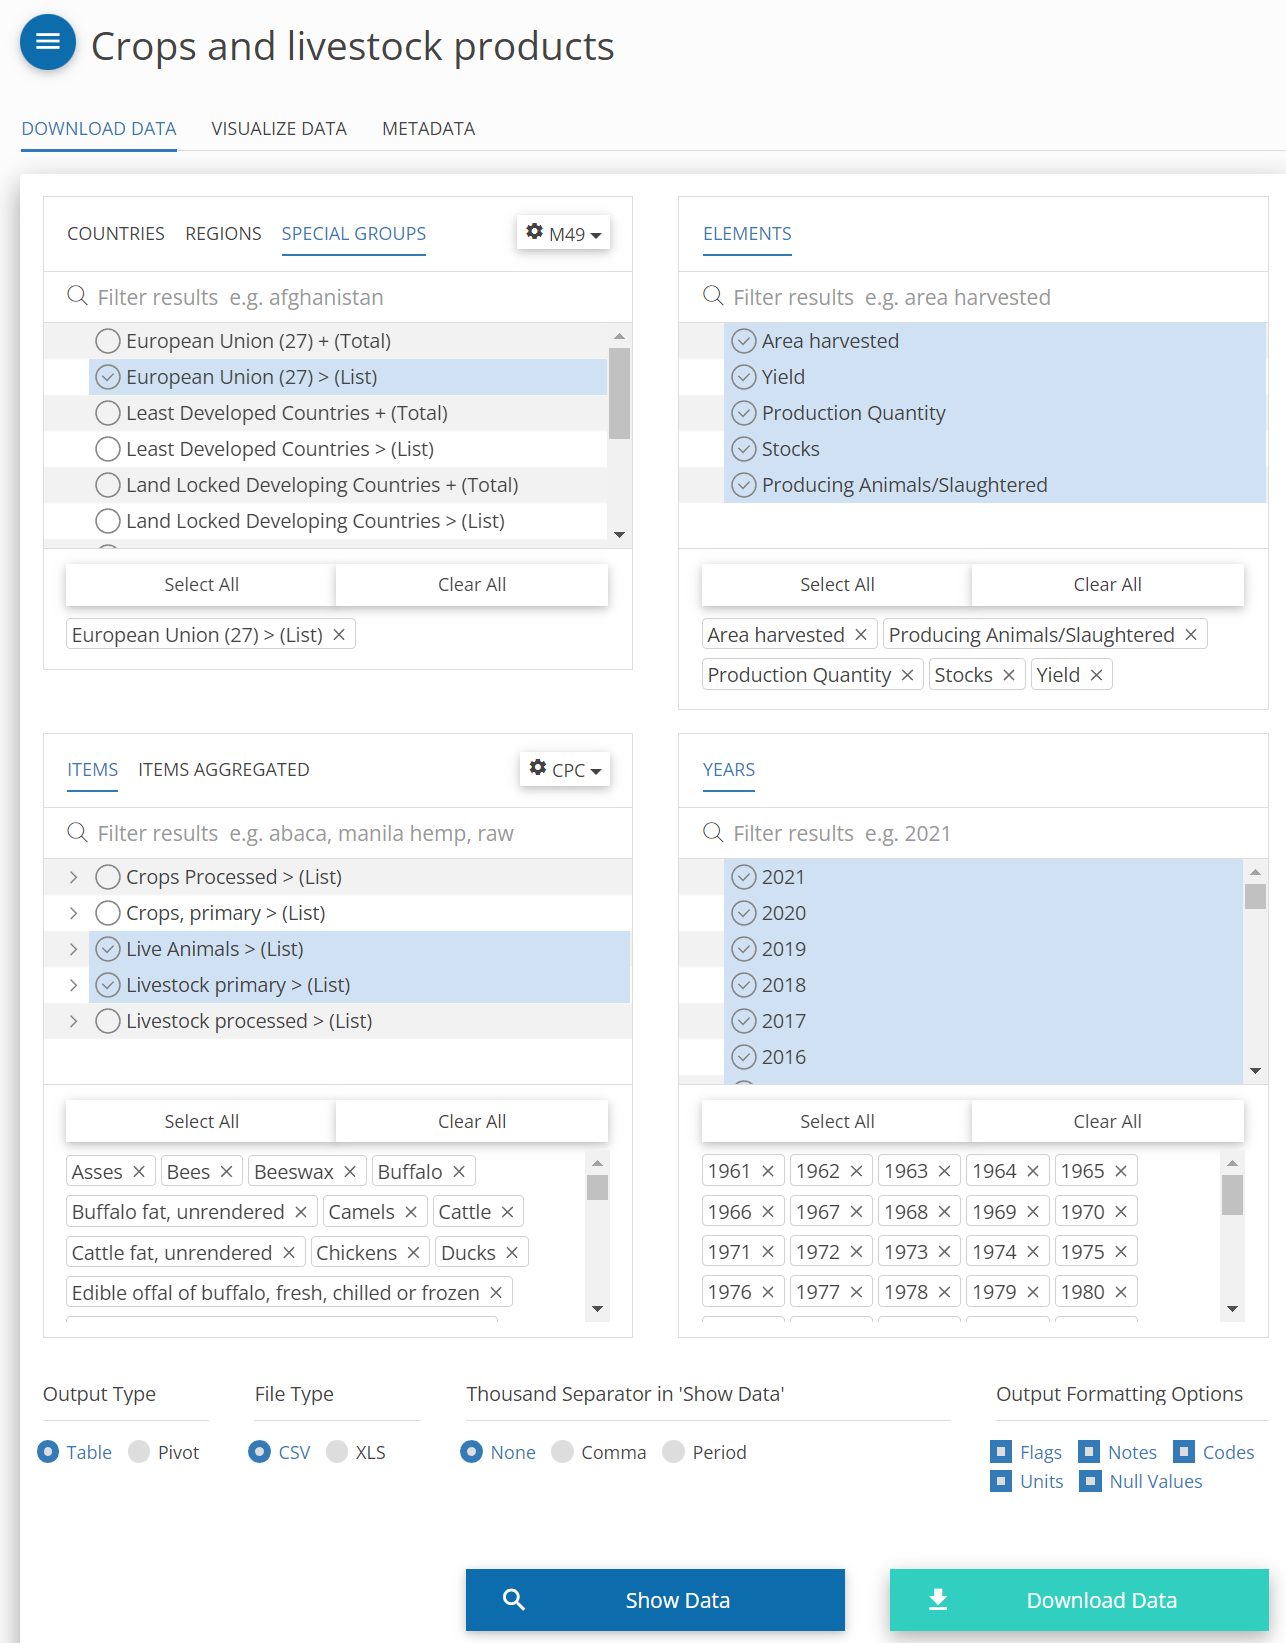 Crops and livestock products
DOWNLOAD DATA VISUALIZE DATA METADATA
COUNTRIES REGIONS SPECIAL GROUPS M49
Filter results e.g. afghanistan
European Union (27) + (Total)
European Union (27) > (List)
Least Developed Countries + (Total)
Least Developed Countries > (List)
Land Locked Developing Countries + (Total)
Land Locked Developing Countries > (List)
Select All Clear All
European Union (27) > (List) ×
ELEMENTS
Filter results e.g. area harvested
Area harvested
Yield
Production Quantity
Stocks
Producing Animals/Slaughtered
Select All Clear All
Area harvested × Producing Animals/Slaughtered ×
Production Quantity × Stocks × Yield ×
ITEMS ITEMS AGGREGATED CPC
Filter results e.g. abaca, manila hemp, raw
Crops Processed > (List)
Crops, primary > (List)
Live Animals > (List)
Livestock primary > (List)
Livestock processed > (List)
Select All Clear All
Asses × Bees × Beeswax × Buffalo ×
Buffalo fat, unrendered × Camels × Cattle ×
Cattle fat, unrendered × Chickens × Ducks ×
Edible offal of buffalo, fresh, chilled or frozen ×
YEARS
Filter results e.g. 2021
2021
2020
2019
2018
2017
2016
Select All Clear All
1961 × 1962 × 1963 × 1964 × 1965 ×
1966 × 1967 × 1968 × 1969 × 1970 ×
1971 × 1972 × 1973 × 1974 × 1975 ×
1976 × 1977 × 1978 × 1979 × 1980 ×
Output Type
Table Pivot
File Type
CSV XLS
Thousand Separator in 'Show Data'
None Comma Period
Output Formatting Options
Flags Notes Codes
Units Null Values
Show Data Download Data